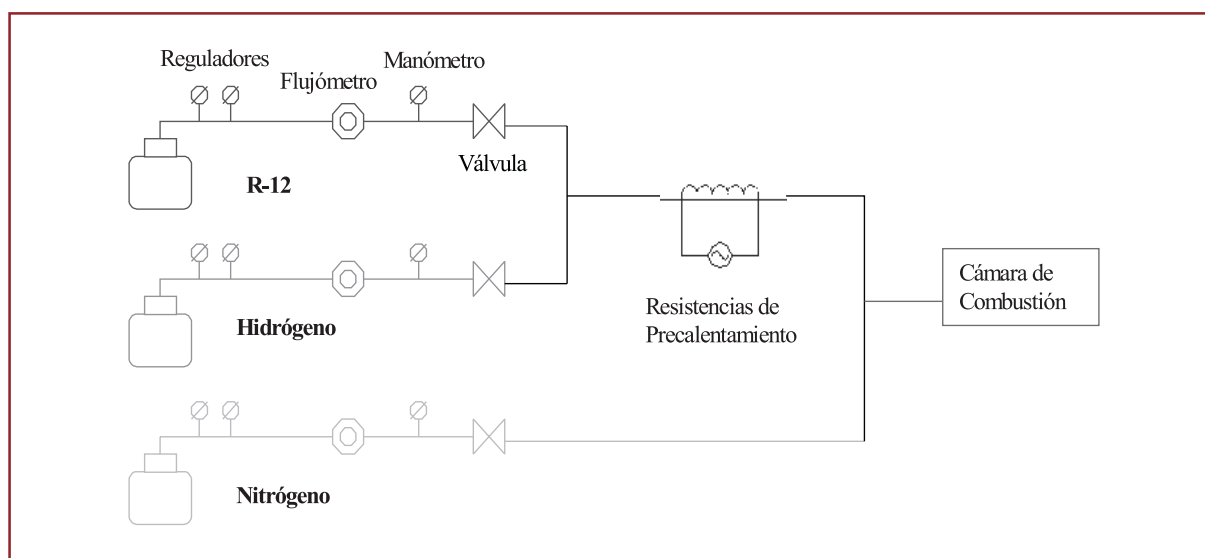 Reguladores
Flujómetro
Manómetro
Válvula
R-12
Hidrógeno
Resistencias de
Precalentamiento
Cámara de
Combustión
Nitrógeno